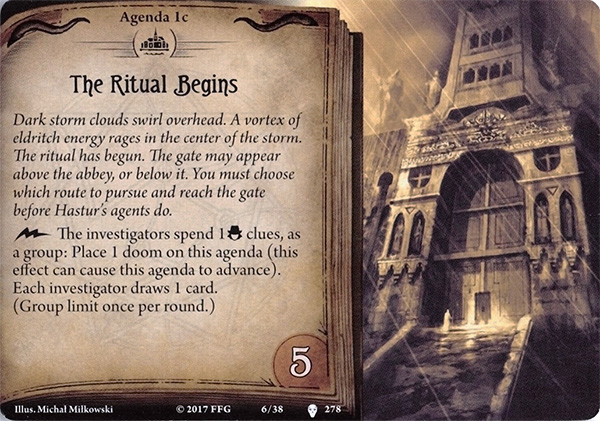 Agenda 1c
The Ritual Begins
Dark storm clouds swirl overhead. A vortex of
eldritch energy rages in the center of the storm.
The ritual has begun. The gate may appear
above the abbey, or below it. You must choose
which route to pursue and reach the gate
before Hastur's agents do.
The investigators spend 1 clues, as
a group: Place 1 doom on this agenda (this
effect can cause this agenda to advance).
Each investigator draws 1 card.
(Group limit once per round.)
5
Illus. Michał Miłkowski © 2017 FFG 6/38 278